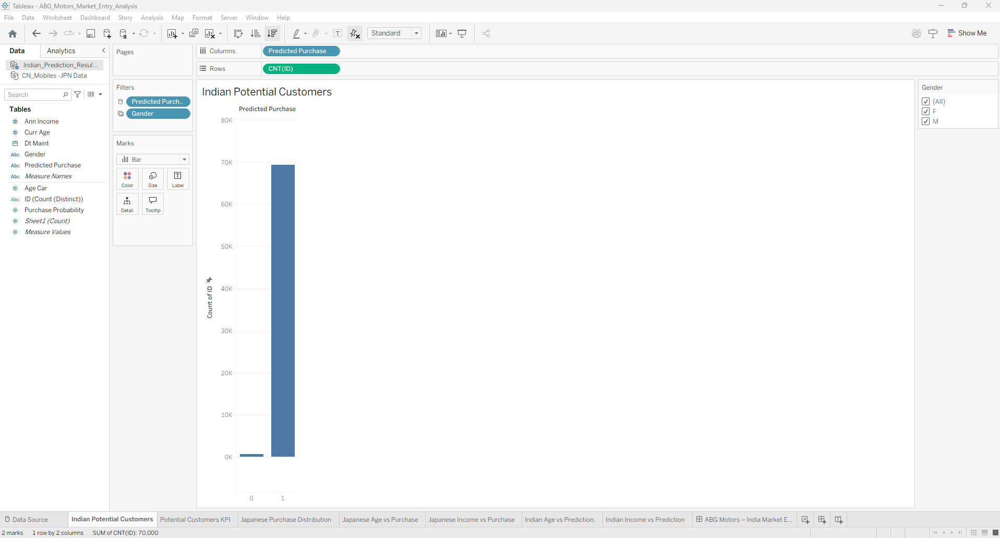 Tableau - ABG_Motors_Market_Entry_Analysis
File Data Worksheet Dashboard Story Analysis Map Format Server Window Help
Standard
Show Me
Data Analytics
Indian_Prediction_Resul...
CN_Mobiles -JPN Data
Search
Tables
Ann Income
Curr Age
Dt Maint
Abc Gender
Abc Predicted Purchase
Abc Measure Names
Age Car
Abc ID (Count (Distinct))
Purchase Probability
Sheet1 (Count)
Measure Values
Pages
Filters
Predicted Purch..
Gender
Marks
Bar
Color Size Label
Detail Tooltip
Columns Predicted Purchase
Rows CNT(ID)
Indian Potential Customers
Predicted Purchase
80K
70K
60K
50K
40K
30K
20K
10K
0K
Count of ID
0 1
Gender
(All)
F
M
Data Source Indian Potential Customers Potential Customers KPI Japanese Purchase Distribution Japanese Age vs Purchase Japanese Income vs Purchase Indian Age vs Prediction. Indian Income vs Prediction ABG Motors – India Market E...
2 marks 1 row by 2 columns SUM of CNT(ID): 70,000